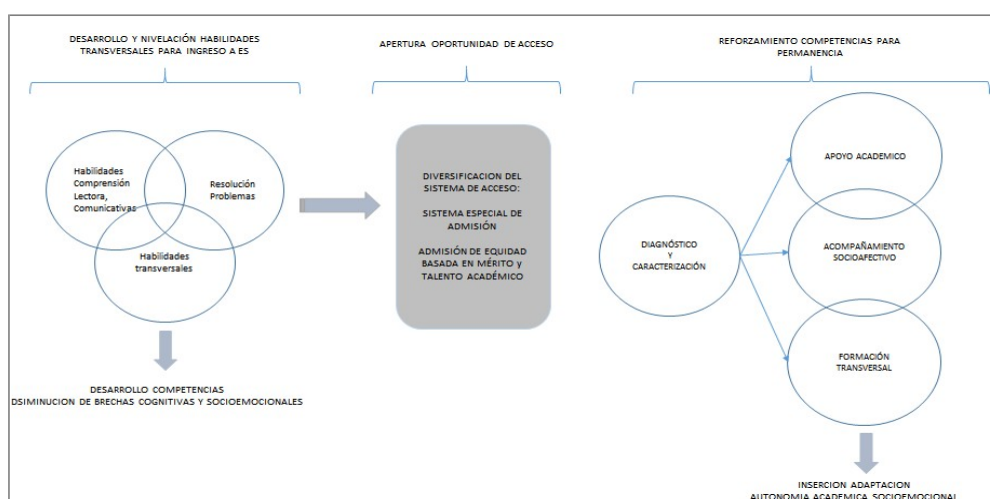 DESARROLLO Y NIVELACIÓN HABILIDADES
TRANSVERSALES PARA INGRESO A ES
Habilidades
Comprensión
Lectora,
Comunicativas
Resolución
Problemas
Habilidades
transversales
DESARROLLO COMPETENCIAS
DSIMINUCION DE BRECHAS COGNITIVAS Y SOCIOEMOCIONALES
APERTURA OPORTUNIDAD DE ACCESO
DIVERSIFICACION DEL
SISTEMA DE ACCESO:
SISTEMA ESPECIAL DE
ADMISIÓN
ADMISIÓN DE EQUIDAD
BASADA EN MÉRITO y
TALENTO ACADÉMICO
REFORZAMIENTO COMPETENCIAS PARA
PERMANENCIA
DIAGNÓSTICO
Y
CARACTERIZACIÓN
APOYO ACADEMICO
ACOMPAÑAMIENTO
SOCIOAFECTIVO
FORMACIÓN
TRANSVERSAL
INSERCION ADAPTACION
AUTONOMIA ACADEMICA SOCIOEMOCIONAL